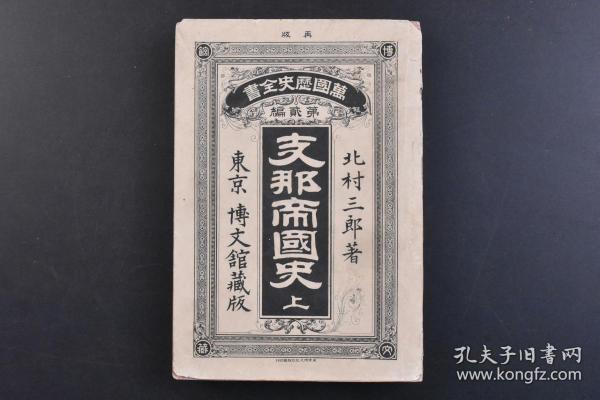 再版
萬國歷史全書
第貳編
北村三郎著
支那帝國史 上
東京 博文館藏版
博
文
館
藏
孔夫子旧书网
www.kongfz.com